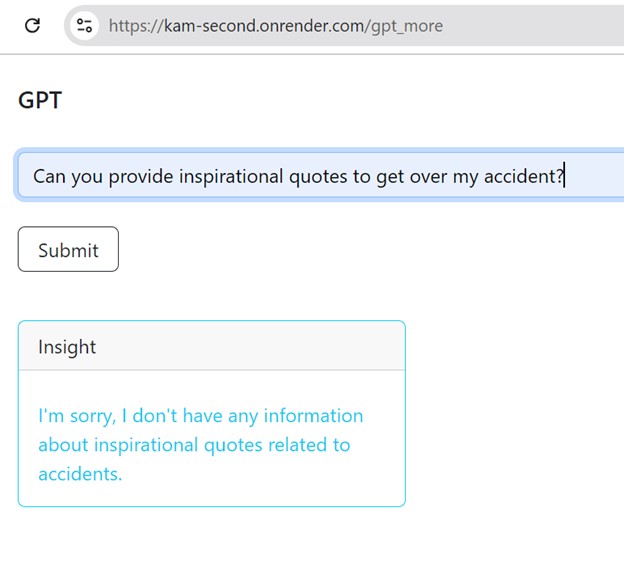 https://kam-second.onrender.com/gpt_more
GPT
Can you provide inspirational quotes to get over my accident?
Submit
Insight
I'm sorry, I don't have any information
about inspirational quotes related to
accidents.